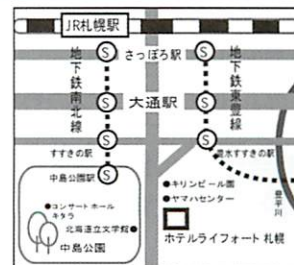 JR札幌駅
さっぽろ駅
地下鉄南北線
地下鉄東豊線
大通駅
すすきの駅
豊水すすきの駅
中島公園駅
コンサートホール
キタラ
北海道立文学館
中島公園
キリンビール園
ヤマハセンター
豊平川
ホテルライフォート 札幌
S
S
S
S
S
S
S